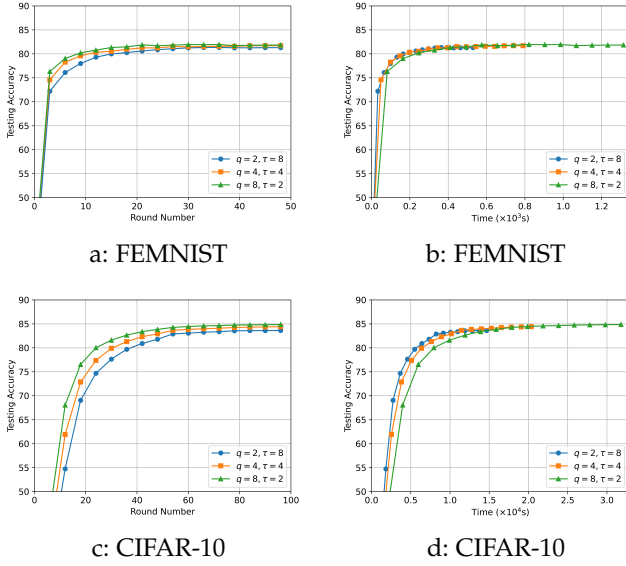 Testing Accuracy
90
85
80
75
70
65
60
55
50
0 10 20 30 40 50
Round Number
q = 2, τ = 8
q = 4, τ = 4
q = 8, τ = 2
a: FEMNIST
Testing Accuracy
90
85
80
75
70
65
60
55
50
0.0 0.2 0.4 0.6 0.8 1.0 1.2
Time (×10³s)
q = 2, τ = 8
q = 4, τ = 4
q = 8, τ = 2
b: FEMNIST
Testing Accuracy
100
95
90
85
80
75
70
65
60
55
50
0 20 40 60 80 100
Round Number
q = 2, τ = 8
q = 4, τ = 4
q = 8, τ = 2
c: CIFAR-10
Testing Accuracy
100
95
90
85
80
75
70
65
60
55
50
0.0 0.5 1.0 1.5 2.0 2.5 3.0
Time (×10⁴s)
q = 2, τ = 8
q = 4, τ = 4
q = 8, τ = 2
d: CIFAR-10